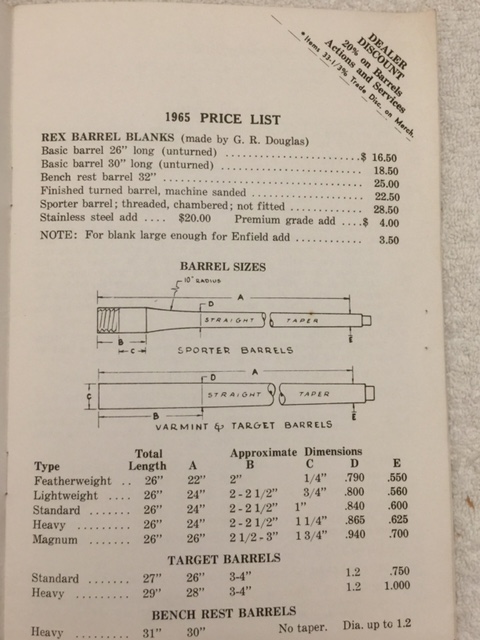 DEALER
DISCOUNT
20% on Barrels
Actions and Services
* Items 33-1/3% Trade Disc. on Merch.
1965 PRICE LIST
REX BARREL BLANKS (made by G. R. Douglas)
Basic barrel 26" long (unturned) .................... $ 16.50
Basic barrel 30" long (unturned) .................... 18.50
Bench rest barrel 32" .................... 25.00
Finished turned barrel, machine sanded .......... 22.50
Sporter barrel; threaded, chambered; not fitted .......... 28.50
Stainless steel add .... $20.00 Premium grade add ....$ 4.00
NOTE: For blank large enough for Enfield add ............ 3.50
BARREL SIZES
10" RADIUS
A
D
STRAIGHT TAPER
B
C
E
SPORTER BARRELS
A
D
C
STRAIGHT TAPER
B
E
VARMINT & TARGET BARRELS
Total Approximate Dimensions
Type Length A B C D E
Featherweight .. 26" 22" 2" 1/4" .790 .550
Lightweight .... 26" 24" 2 - 2 1/2" 3/4" .800 .560
Standard ....... 26" 24" 2 - 2 1/2" 1" .840 .600
Heavy ......... 26" 24" 2 - 2 1/2" 1 1/4" .865 .625
Magnum ....... 26" 26" 2 1/2 - 3" 1 3/4" .940 .700
TARGET BARRELS
Standard ....... 27" 26" 3-4" 1.2 .750
Heavy ......... 29" 28" 3-4" 1.2 1.000
BENCH REST BARRELS
Heavy ......... 31" 30" No taper. Dia. up to 1.2